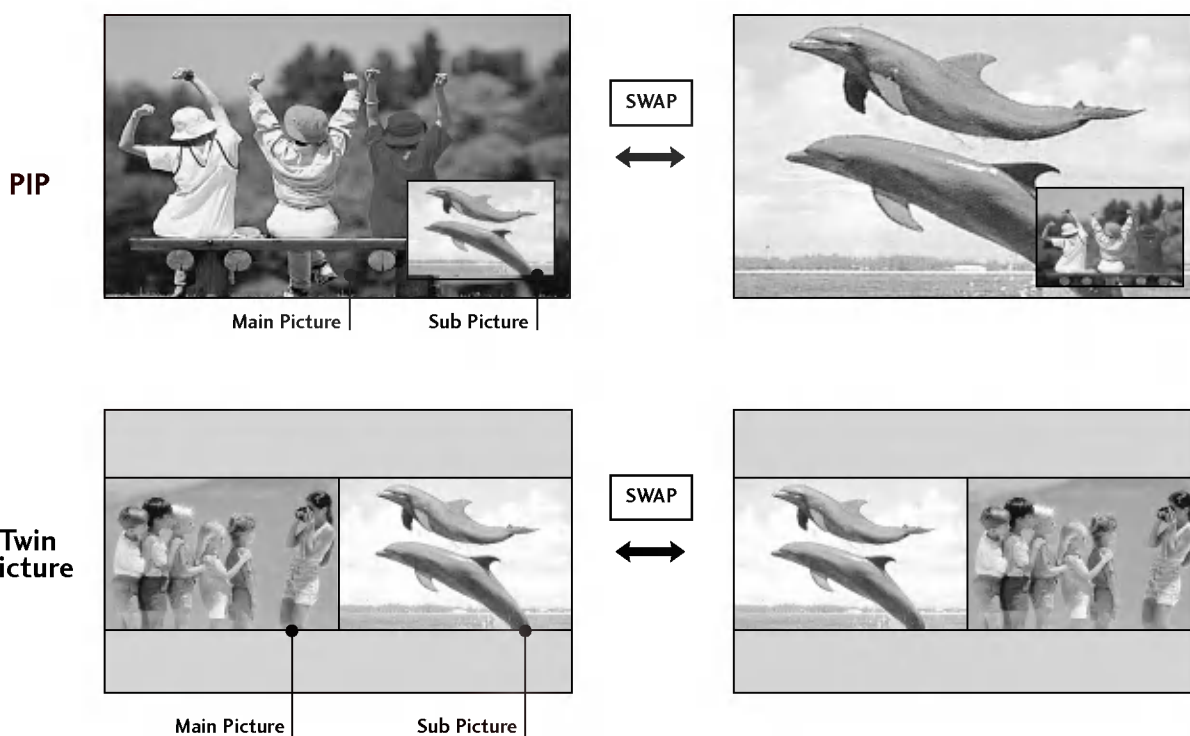 SWAP
PIP
Main Picture
Sub Picture
SWAP
Twin
icture
Main Picture
Sub Picture